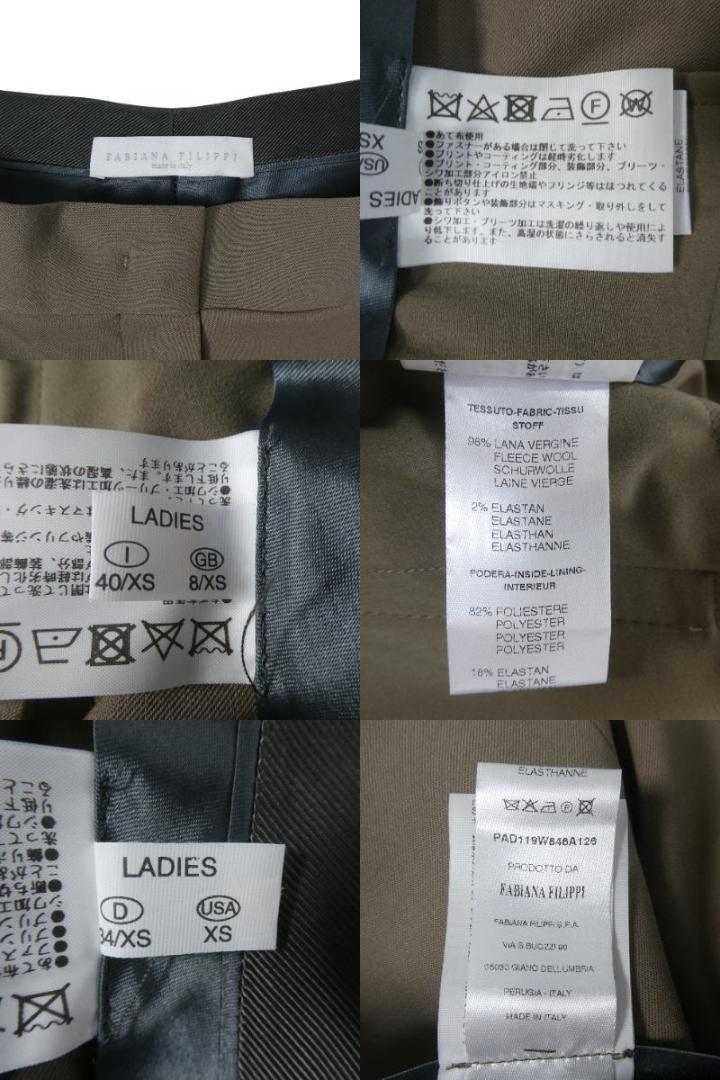 FABIANA FILIPPI
made in italy
●あて布使用
●ファスナーがある場合は閉じて洗って下さい
●プリントやコーティングは経時劣化します
●プリント・コーティング部分、装飾部分、プリーツ・
シワ加工部分アイロン禁止
●断ち切り仕上げの生地端やフリンジ等はほつれてくる
ことがあります
●飾りボタンや装飾部分はマスキング・取り外しをして
洗って下さい
●シワ加工・プリーツ加工は洗濯の繰り返しや使用によ
り低下します。また、高湿の状態にさらされると消失す
ることがあります
XS
USA
LADIES
ELASTANE
LADIES
I
GB
40/XS
8/XS
TESSUTO-FABRIC-TISSU
STOFF
98% LANA VERGINE
FLEECE WOOL
SCHURWOLLE
LAINE VIERGE
2% ELASTAN
ELASTANE
ELASTHAN
ELASTHANNE
FODERA-INSIDE-LINING-
INTERIEUR
82% POLIESTERE
POLYESTER
POLYESTER
POLYESTER
18% ELASTAN
ELASTANE
LADIES
D
USA
34/XS
XS
ELASTHANNE
PAD119W846A126
PRODOTTO DA
FABIANA FILIPPI
FABIANA FILIPPI S.P.A.
VIA S.BUOZZI 90
06030 GIANO DELL'UMBRIA
PERUGIA - ITALY
MADE IN ITALY